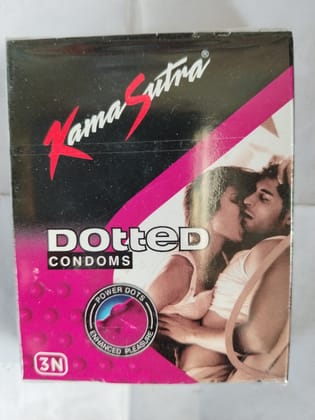 KamaSutra®
DOtteD
CONDOMS
POWER DOTS
ENHANCED PLEASURE
3N